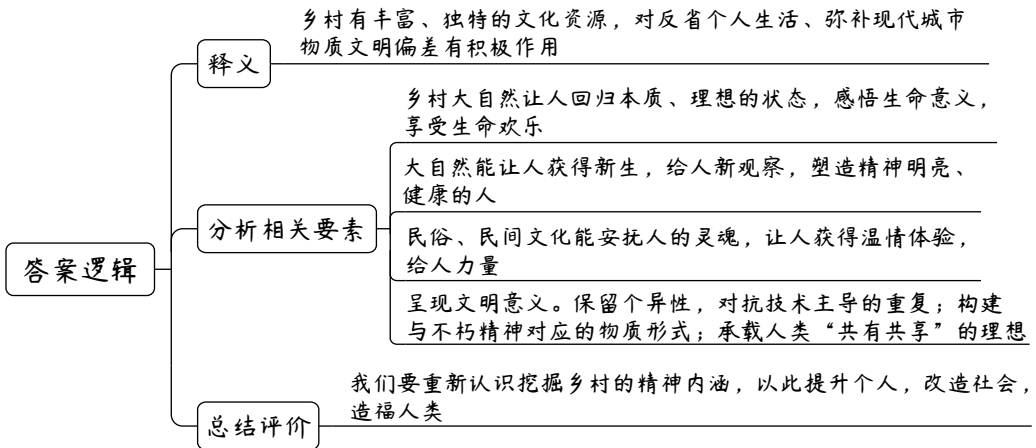 乡村有丰富、独特的文化资源，对反省个人生活、弥补现代城市
物质文明偏差有积极作用
释义
乡村大自然让人回归本质、理想的状态，感悟生命意义，
享受生命欢乐
大自然能让人获得新生，给人新观察，塑造精神明亮、
健康的人
分析相关要素
民俗、民间文化能安抚人的灵魂，让人获得温情体验，
给人力量
答案逻辑
呈现文明意义。保留个异性，对抗技术主导的重复；构建
与不朽精神对应的物质形式；承载人类“共有共享”的理想
我们要重新认识挖掘乡村的精神内涵，以此提升个人，改造社会，
造福人类
总结评价